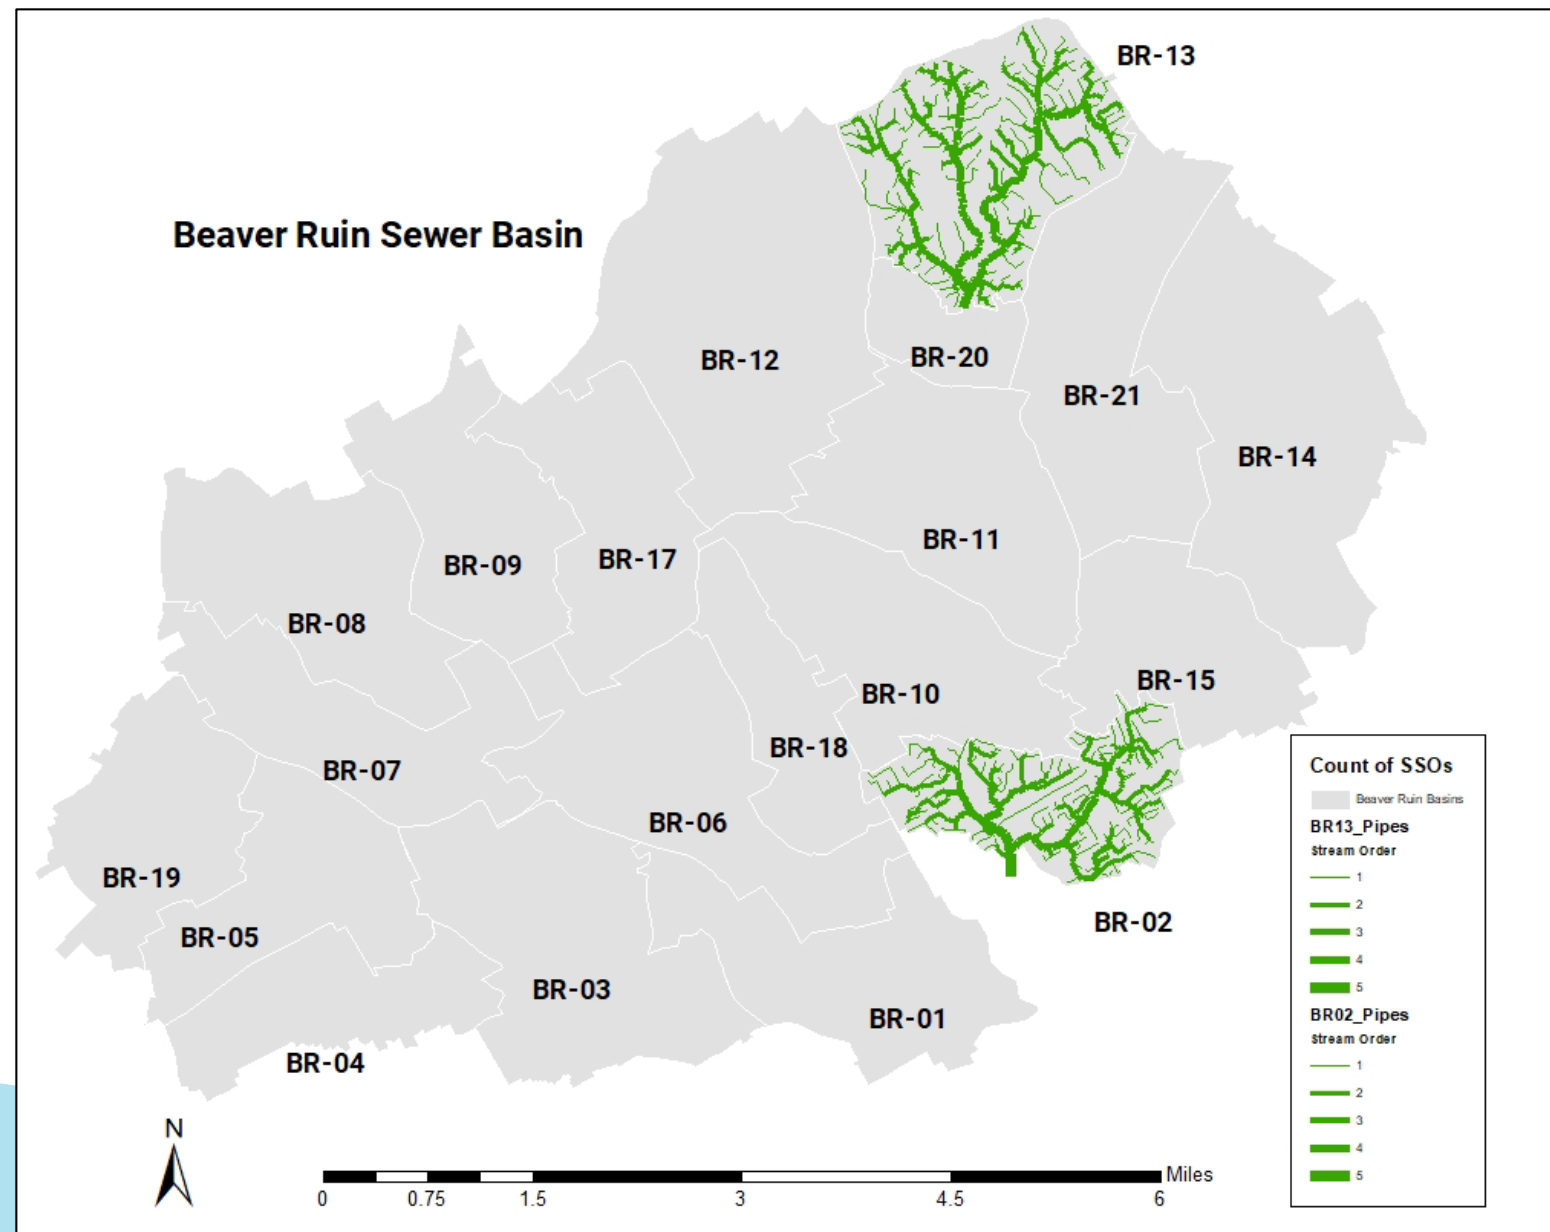 BR-13
Beaver Ruin Sewer Basin
BR-12
BR-20
BR-21
BR-14
BR-11
BR-09
BR-17
BR-08
BR-15
BR-10
BR-18
BR-07
BR-06
BR-19
BR-02
BR-05
BR-03
BR-01
BR-04
Count of SSOs
Beaver Ruin Basins
BR13_Pipes
Stream Order
1
2
3
4
5
BR02_Pipes
Stream Order
1
2
3
4
5
N
Miles
0 0.75 1.5 3 4.5 6